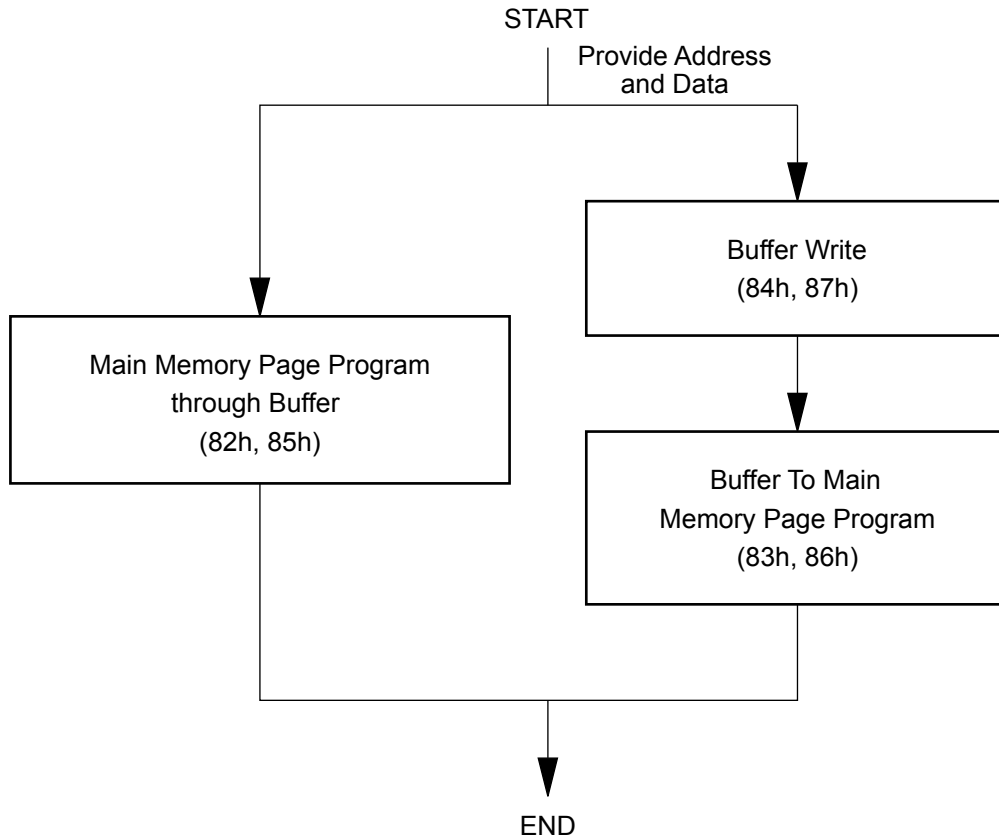 START
Provide Address
and Data
Buffer Write
(84h, 87h)
Main Memory Page Program
through Buffer
(82h, 85h)
Buffer To Main
Memory Page Program
(83h, 86h)
END